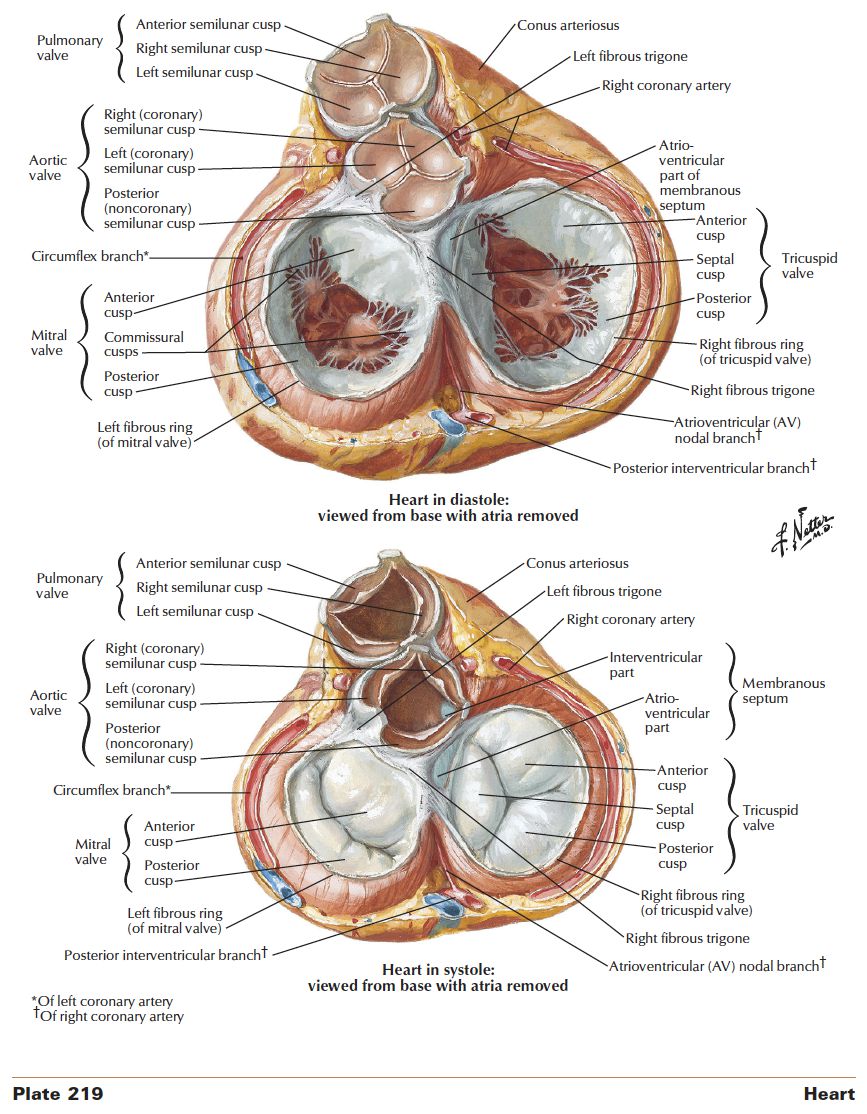 Pulmonary
valve
Anterior semilunar cusp
Right semilunar cusp
Left semilunar cusp
Aortic
valve
Right (coronary)
semilunar cusp
Left (coronary)
semilunar cusp
Posterior
(noncoronary)
semilunar cusp
Circumflex branch*
Mitral
valve
Anterior
cusp
Commissural
cusps
Posterior
cusp
Left fibrous ring
(of mitral valve)
Conus arteriosus
Left fibrous trigone
Right coronary artery
Atrio-
ventricular
part of
membranous
septum
Anterior
cusp
Septal
cusp
Posterior
cusp
Tricuspid
valve
Right fibrous ring
(of tricuspid valve)
Right fibrous trigone
Atrioventricular (AV)
nodal branch†
Posterior interventricular branch†
Heart in diastole:
viewed from base with atria removed
F. Netter
M.D.
Pulmonary
valve
Anterior semilunar cusp
Right semilunar cusp
Left semilunar cusp
Aortic
valve
Right (coronary)
semilunar cusp
Left (coronary)
semilunar cusp
Posterior
(noncoronary)
semilunar cusp
Circumflex branch*
Mitral
valve
Anterior
cusp
Posterior
cusp
Left fibrous ring
(of mitral valve)
Posterior interventricular branch†
Conus arteriosus
Left fibrous trigone
Right coronary artery
Interventricular
part
Atrio-
ventricular
part
Membranous
septum
Anterior
cusp
Septal
cusp
Posterior
cusp
Tricuspid
valve
Right fibrous ring
(of tricuspid valve)
Right fibrous trigone
Atrioventricular (AV) nodal branch†
Heart in systole:
viewed from base with atria removed
*Of left coronary artery
†Of right coronary artery
Plate 219
Heart